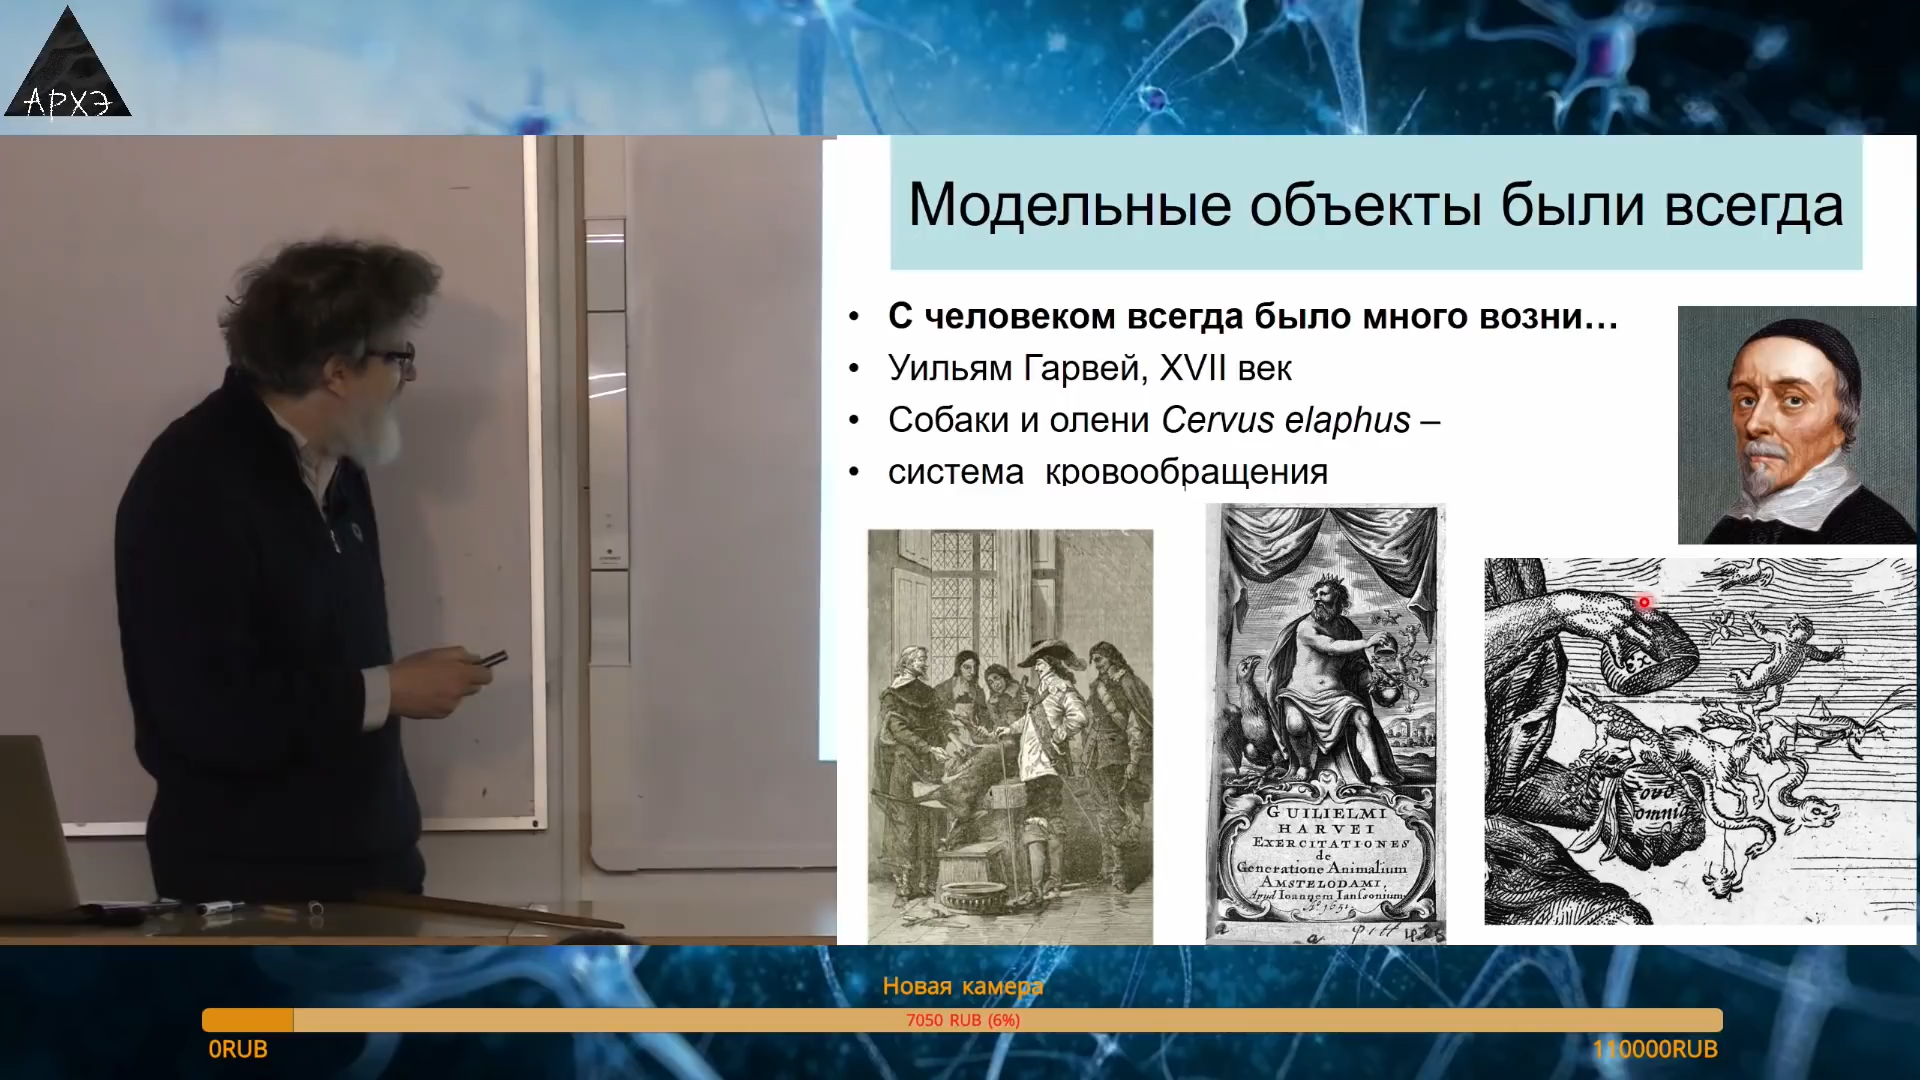 АРХЭ
Модельные объекты были всегда
• С человеком всегда было много возни…
• Уильям Гарвей, XVII век
• Собаки и олени Cervus elaphus –
• система кровообращения
GUILIELMI
HARVEI
EXERCITATIONES
de
Generatione Animalium
AMSTELODAMI,
Apud Ioannem Ianssonium
ovo
omnia
Новая камера
7050 RUB (6%)
0RUB
110000RUB